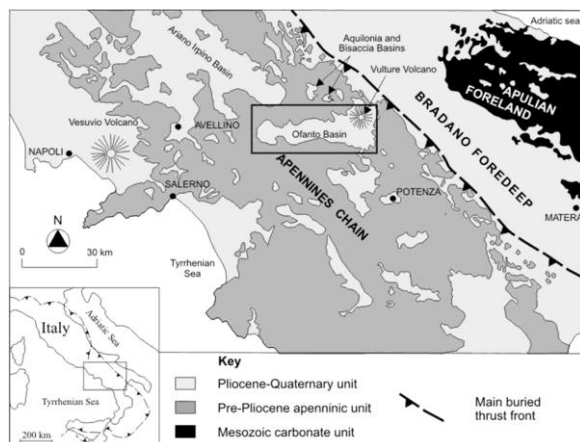 Adriatic sea
Aquilonia and
Bisaccia Basins
Ariano Irpino Basin
Vulture Volcano
APULIAN
FORELAND
BRADANO FOREDEEP
Vesuvio Volcano
AVELLINO
Ofanto Basin
NAPOLI
SALERNO
APENNINES CHAIN
POTENZA
MATERA
N
0 30 km
Tyrrhenian
Sea
Italy
Adriatic Sea
Tyrrhenian Sea
200 km
Key
Pliocene-Quaternary unit
Pre-Pliocene apenninic unit
Mesozoic carbonate unit
Main buried
thrust front